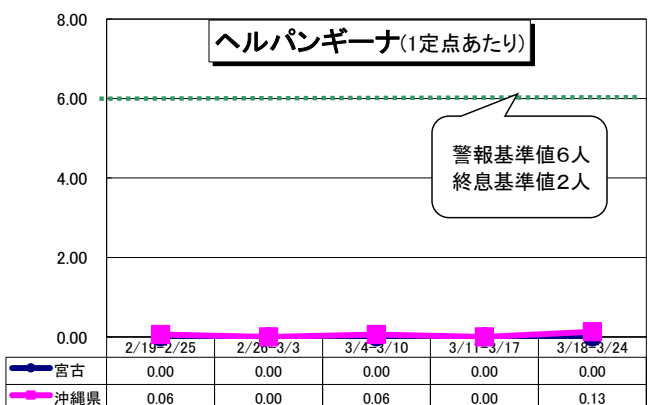 ヘルパンギーナ(1定点あたり)
8.00
6.00
4.00
2.00
0.00
警報基準値6人
終息基準値2人
2/19-2/25 2/26-3/3 3/4-3/10 3/11-3/17 3/18-3/24
宮古 0.00 0.00 0.00 0.00 0.00
沖縄県 0.06 0.00 0.06 0.00 0.13